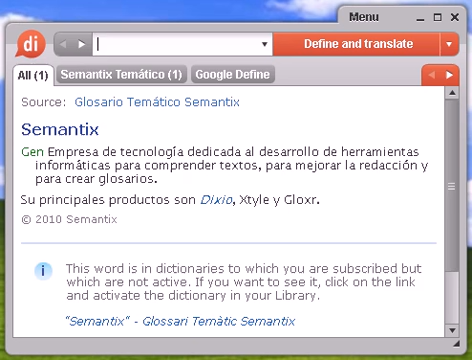 Menu
di
Define and translate
All (1) Semantix Temático (1) Google Define
Source: Glosario Temático Semantix
Semantix
Gen Empresa de tecnología dedicada al desarrollo de herramientas
informáticas para comprender textos, para mejorar la redacción y
para crear glosarios.
Su principales producto son Dixio, Xtyle y Gloxr.
© 2010 Semantix
i
This word is in dictionaries to which you are subscribed but
which are not active. If you want to see it, click on the link
and activate the dictionary in your Library.
"Semantix" - Glossari Temàtic Semantix